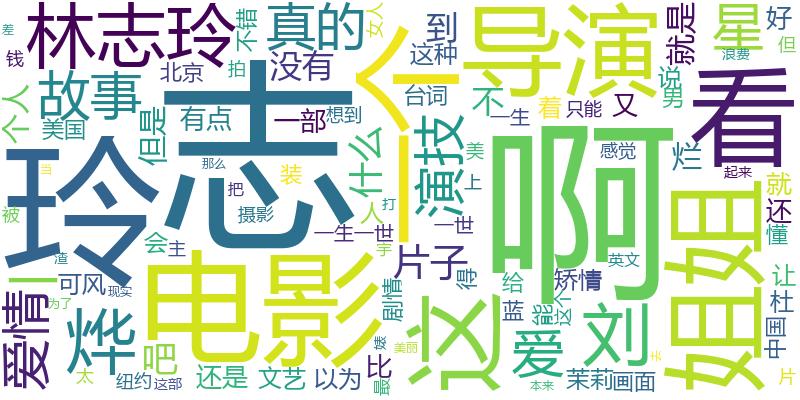 林志玲
真的
一个
导演
星
好
但
差
钱
不错
拍
女人
到
就是
浪费
个人
故事
北京
没有
这种
台词
不
着
只能
又
说
男
看
美国
但是
有点
一部
想到
什么
演技
一生
美
上
感觉
烂
啊
起来
那么
把
当
装
被
玲
志
摄影
人
打
会
主
一生一世
宇
一世
片子
得
给
矫情
英文
姐姐
就
还
懂
让
杜
中国
渣
可风
现实
为了
爱情
烨
电影
吧
剧情
这
蓝
能
这个
爱
刘
比
最
美丽
太
纽约
这部
还是
文艺
以为
本来
茉莉
画面
去
片